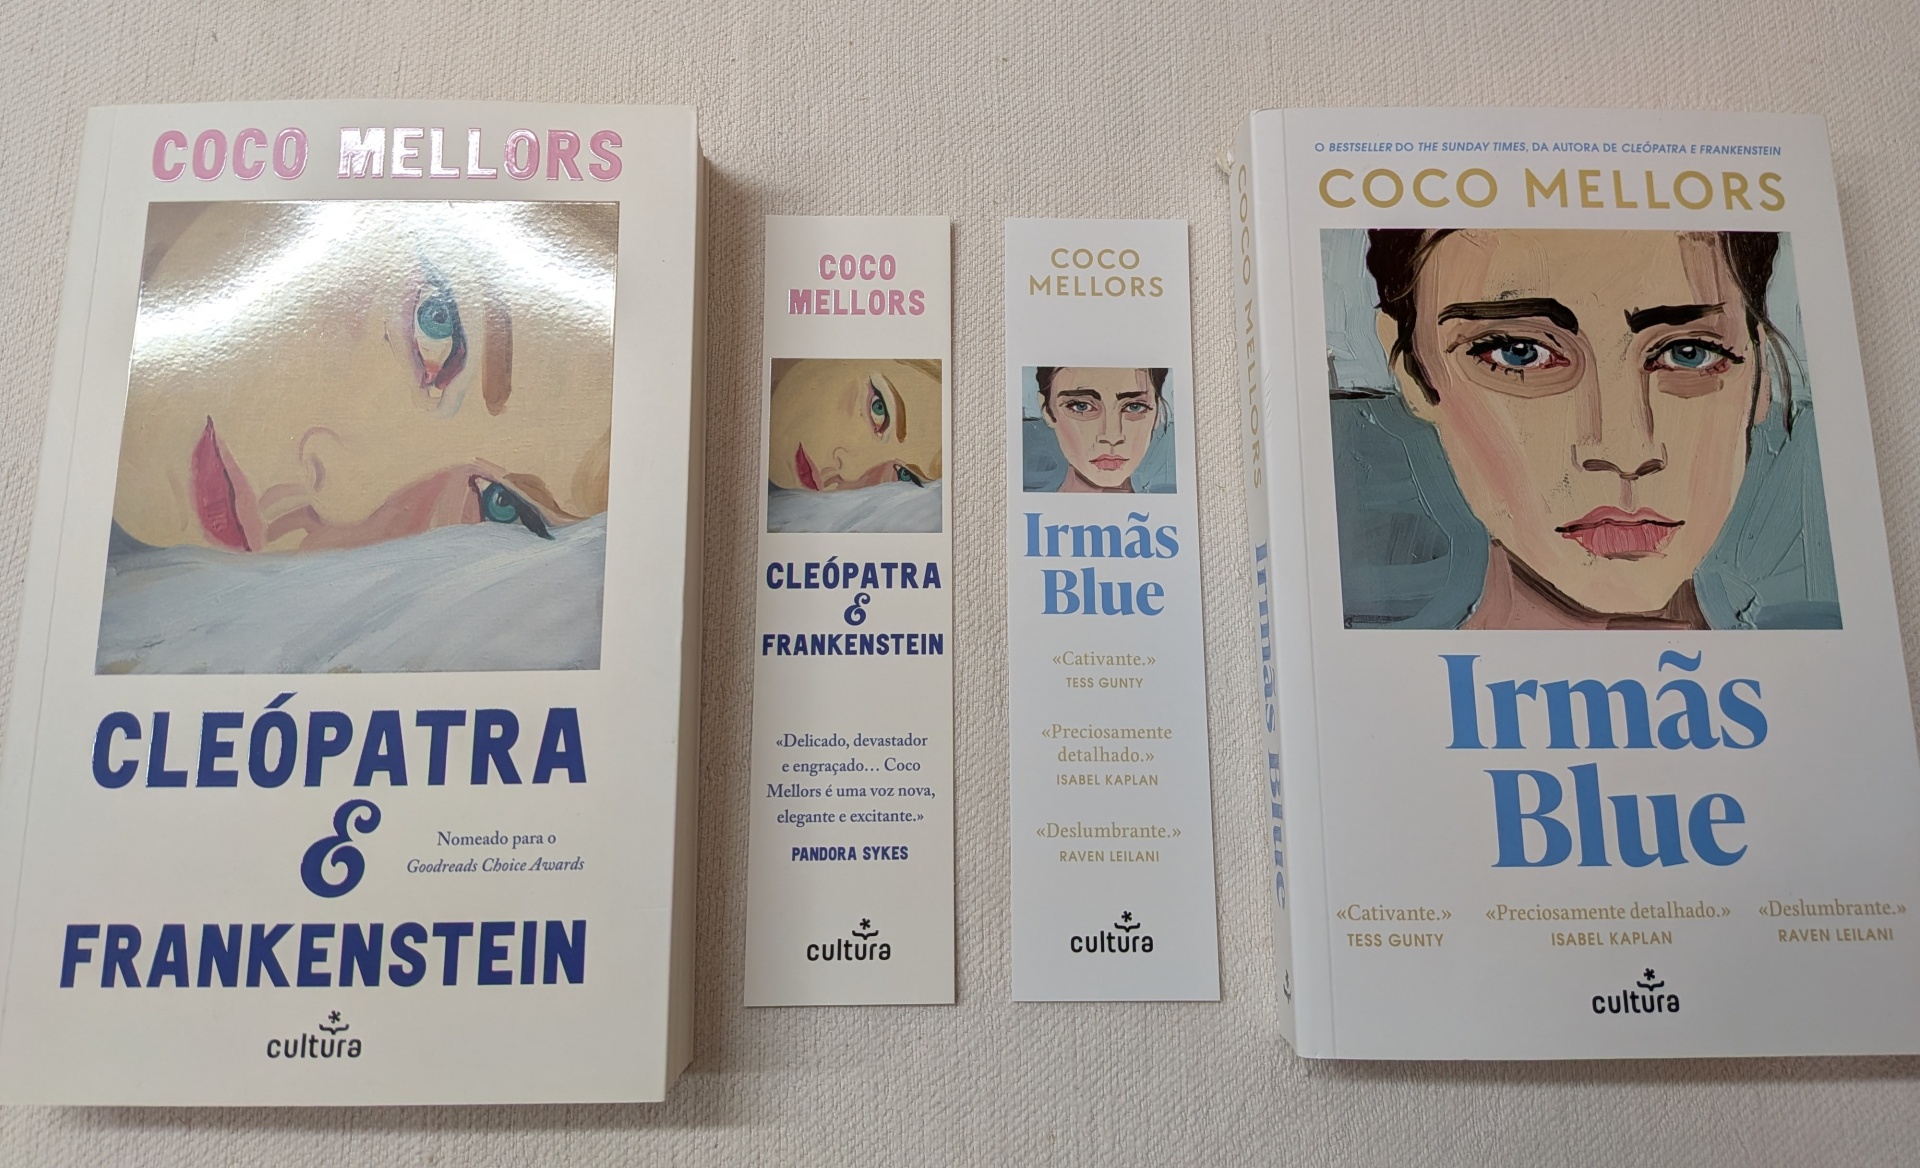 COCO MELLORS
CLEÓPATRA
&
FRANKENSTEIN
Nomeado para o
Goodreads Choice Awards
cultura
COCO
MELLORS
CLEÓPATRA
&
FRANKENSTEIN
«Delicado, devastador
e engraçado... Coco
Mellors é uma voz nova,
elegante e excitante.»
PANDORA SYKES
cultura
COCO
MELLORS
Irmãs
Blue
«Cativante.»
TESS GUNTY
«Preciosamente
detalhado.»
ISABEL KAPLAN
«Deslumbrante.»
RAVEN LEILANI
cultura
COCO MELLORS Irmãs Blue
O BESTSELLER DO THE SUNDAY TIMES, DA AUTORA DE CLEÓPATRA E FRANKENSTEIN
COCO MELLORS
Irmãs
Blue
«Cativante.» «Preciosamente detalhado.» «Deslumbrante.»
TESS GUNTY ISABEL KAPLAN RAVEN LEILANI
cultura